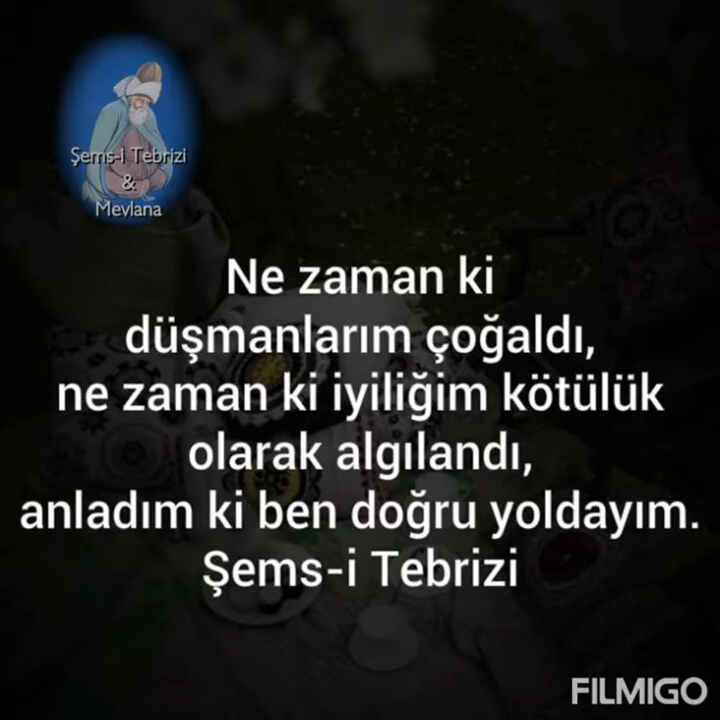 Şems-i Tebrizi
&
Mevlana
Ne zaman ki
düşmanlarım çoğaldı,
ne zaman ki iyiliğim kötülük
olarak algılandı,
anladım ki ben doğru yoldayım.
Şems-i Tebrizi
FILMIGO